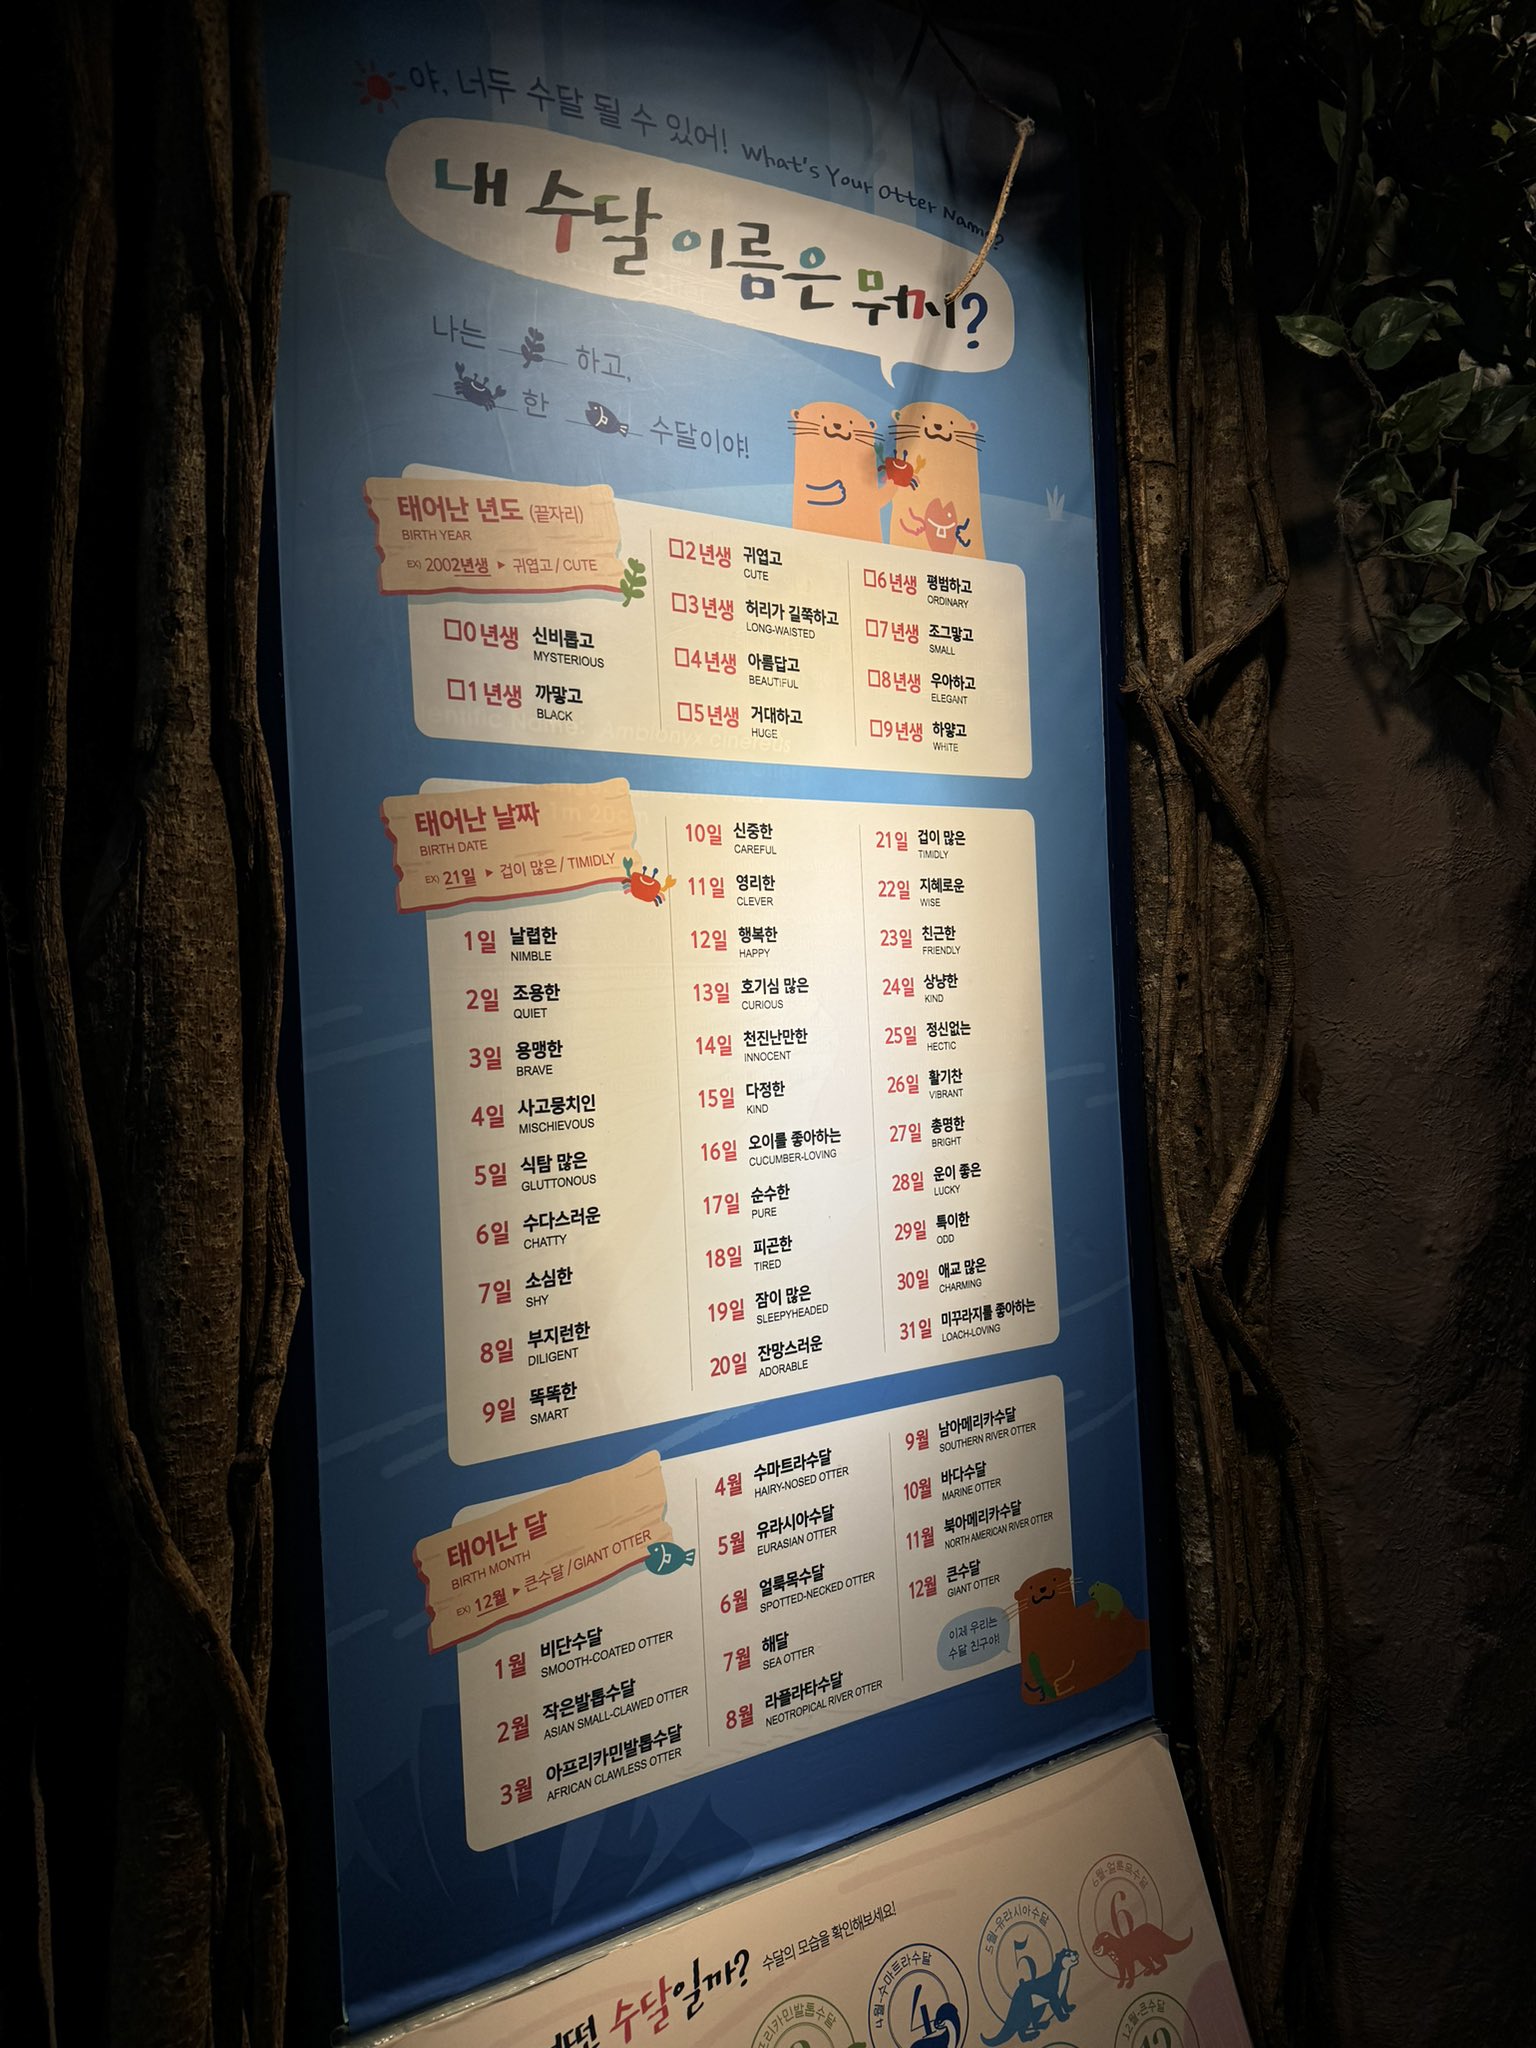 야, 너두 수달 될 수 있어! What's Your Otter Name?
내 수달 이름은 뭐까?
나는 하고,
한 수달이야!
태어난 년도 (끝자리)
BIRTH YEAR
EX) 2002년생 ▶ 귀엽고 / CUTE
□0년생 신비롭고
MYSTERIOUS
□1년생 까맣고
BLACK
□2년생 귀엽고
CUTE
□3년생 허리가 길쭉하고
LONG-WAISTED
□4년생 아름답고
BEAUTIFUL
□5년생 거대하고
HUGE
□6년생 평범하고
ORDINARY
□7년생 조그맣고
SMALL
□8년생 우아하고
ELEGANT
□9년생 하얗고
WHITE
Name: Ambionyx cinereus
태어난 날짜
BIRTH DATE
EX) 21일 ▶ 겁이 많은 / TIMIDLY
1일 날렵한
NIMBLE
2일 조용한
QUIET
3일 용맹한
BRAVE
4일 사고뭉치인
MISCHIEVOUS
5일 식탐 많은
GLUTTONOUS
6일 수다스러운
CHATTY
7일 소심한
SHY
8일 부지런한
DILIGENT
9일 똑똑한
SMART
10일 신중한
CAREFUL
11일 영리한
CLEVER
12일 행복한
HAPPY
13일 호기심 많은
CURIOUS
14일 천진난만한
INNOCENT
15일 다정한
KIND
16일 오이를 좋아하는
CUCUMBER-LOVING
17일 순수한
PURE
18일 피곤한
TIRED
19일 잠이 많은
SLEEPYHEADED
20일 잔망스러운
ADORABLE
21일 겁이 많은
TIMIDLY
22일 지혜로운
WISE
23일 친근한
FRIENDLY
24일 상냥한
KIND
25일 정신없는
HECTIC
26일 활기찬
VIBRANT
27일 총명한
BRIGHT
28일 운이 좋은
LUCKY
29일 특이한
ODD
30일 애교 많은
CHARMING
31일 미꾸라지를 좋아하는
LOACH-LOVING
태어난 달
BIRTH MONTH
EX) 12월 ▶ 큰수달 / GIANT OTTER
1월 비단수달
SMOOTH-COATED OTTER
2월 작은발톱수달
ASIAN SMALL-CLAWED OTTER
3월 아프리카민발톱수달
AFRICAN CLAWLESS OTTER
4월 수마트라수달
HAIRY-NOSED OTTER
5월 유라시아수달
EURASIAN OTTER
6월 얼룩목수달
SPOTTED-NECKED OTTER
7월 해달
SEA OTTER
8월 라플라타수달
NEOTROPICAL RIVER OTTER
9월 남아메리카수달
SOUTHERN RIVER OTTER
10월 바다수달
MARINE OTTER
11월 북아메리카수달
NORTH AMERICAN RIVER OTTER
12월 큰수달
GIANT OTTER
이제 우리는
수달 친구야!
수달일까? 수달의 모습을 확인해보세요!
4월-수마트라수달
4
5월-유라시아수달
5
6월-얼룩목수달
6
프리카민발톱수달
12월-큰수달